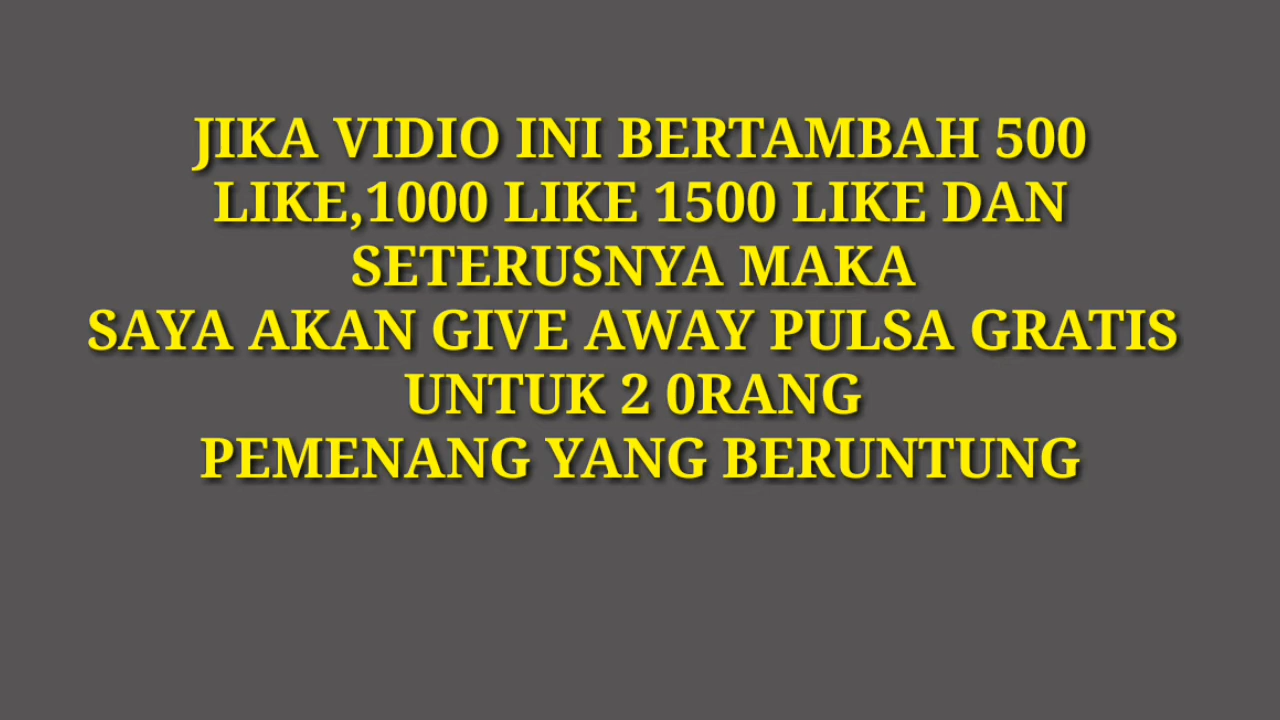 JIKA VIDIO INI BERTAMBAH 500
LIKE,1000 LIKE 1500 LIKE DAN
SETERUSNYA MAKA
SAYA AKAN GIVE AWAY PULSA GRATIS
UNTUK 2 0RANG
PEMENANG YANG BERUNTUNG